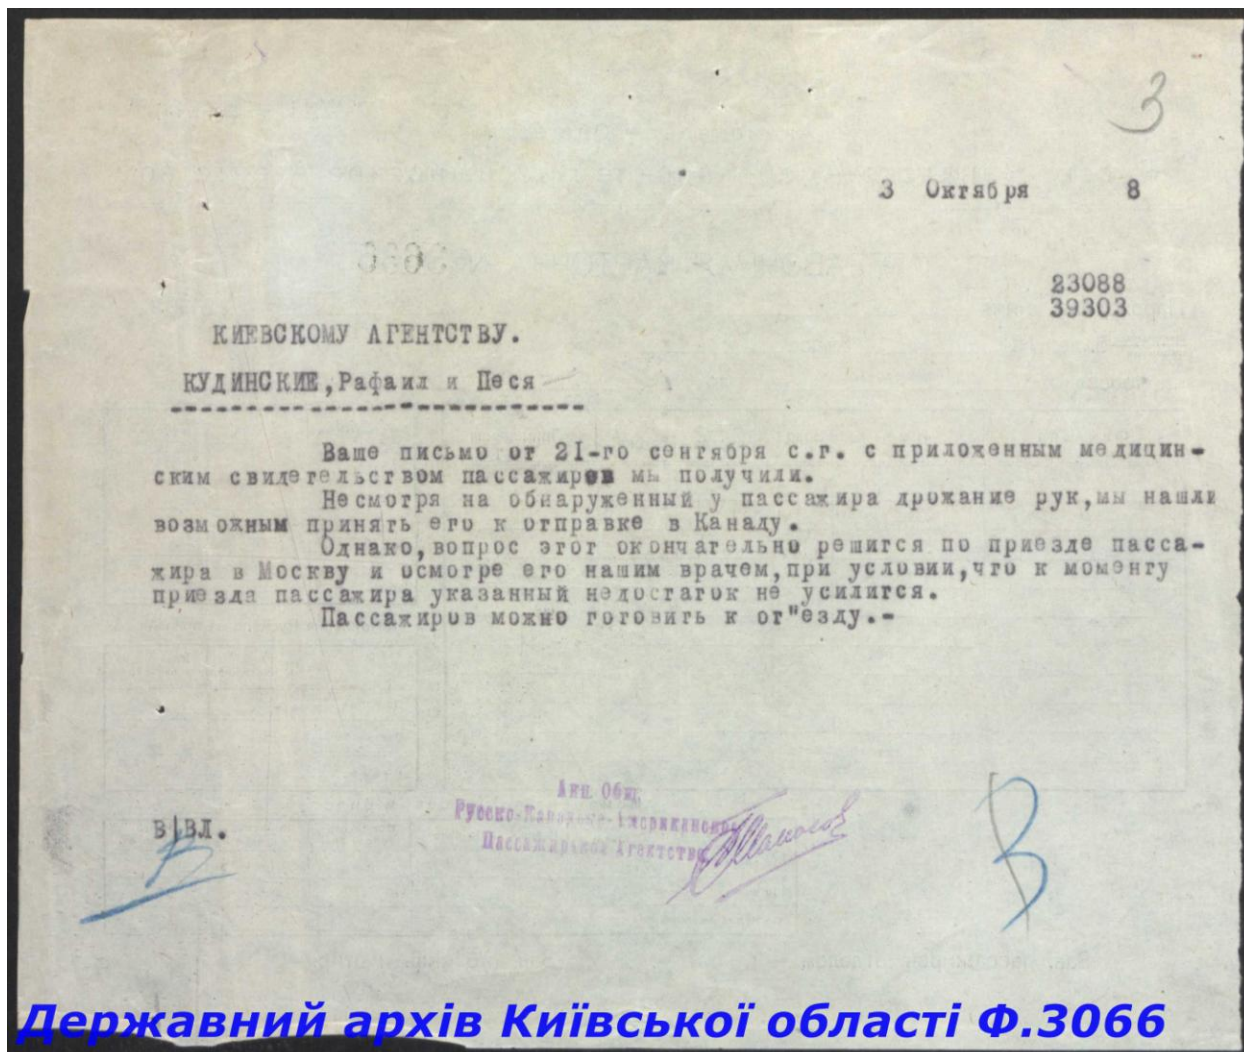 3
3 Октября 8
23088
39303
КИЕВСКОМУ АГЕНТСТВУ.
КУДИНСКИЕ, Рафаил и Песя
Ваше письмо от 21-го сентября с.г. с приложенным медицин-
ским свидетельством пассажиров мы получили.
Несмотря на обнаруженный у пассажира дрожание рук, мы нашли
возможным принять его к отправке в Канаду.
Однако, вопрос этот окончательно решится по приезде пасса-
жира в Москву и осмотре его нашим врачем, при условии, что к моменту
приезда пассажира указанный недостаток не усилится.
Пассажиров можно готовить к от"езду.-
Акц. Общ.
Русско-Канадско-Американское
Пассажирское Агентство
В|ВЛ.
Державний архів Київської області Ф.3066